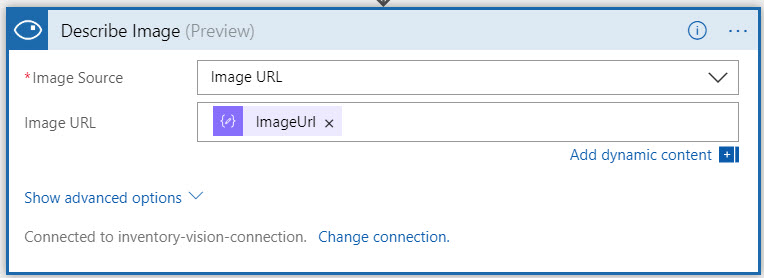 Describe Image (Preview)
*Image Source
Image URL
Image URL
ImageUrl ×
Add dynamic content
Show advanced options
Connected to inventory-vision-connection. Change connection.